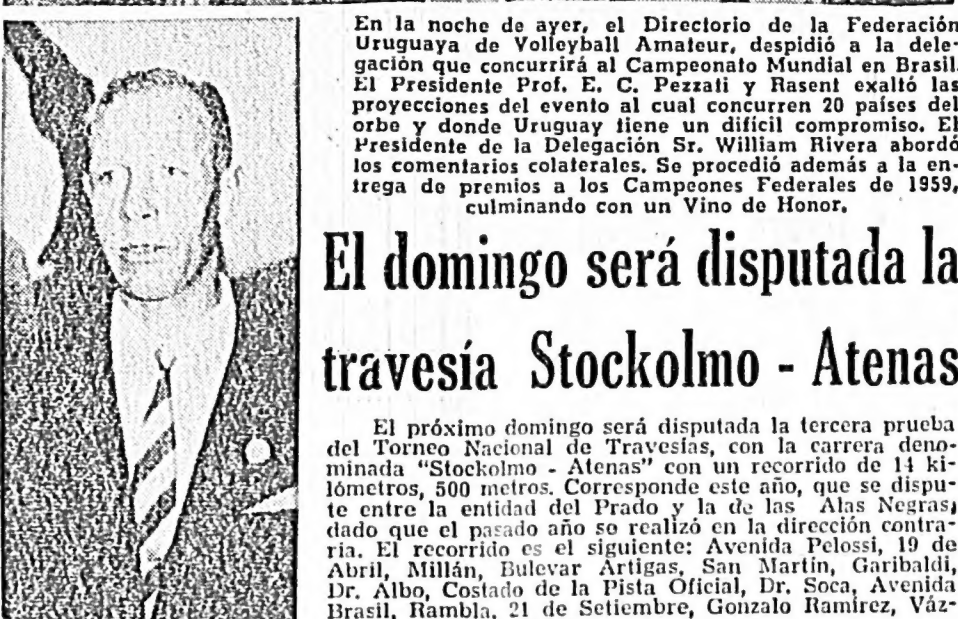 En la noche de ayer, el Directorio de la Federación
Uruguaya de Volleyball Amateur, despidió a la dele-
gación que concurrirá al Campeonato Mundial en Brasil.
El Presidente Prof. E. C. Pezzati y Rasent exaltó las
proyecciones del evento al cual concurren 20 países del
orbe y donde Uruguay tiene un difícil compromiso. El
Presidente de la Delegación Sr. William Rivera abordó
los comentarios colaterales. Se procedió además a la en-
trega de premios a los Campeones Federales de 1959,
culminando con un Vino de Honor.
El domingo será disputada la
travesía Stockolmo - Atenas
El próximo domingo será disputada la tercera prueba
del Torneo Nacional de Travesías, con la carrera deno-
minada "Stockolmo - Atenas" con un recorrido de 14 ki-
lómetros, 500 metros. Corresponde este año, que se dispu-
te entre la entidad del Prado y la de las Alas Negras,
dado que el pasado año se realizó en la dirección contra-
ria. El recorrido es el siguiente: Avenida Pelossi, 19 de
Abril, Millán, Bulevar Artigas, San Martín, Garibaldi,
Dr. Albo, Costado de la Pista Oficial, Dr. Soca, Avenida
Brasil, Rambla, 21 de Setiembre, Gonzalo Ramírez, Váz-